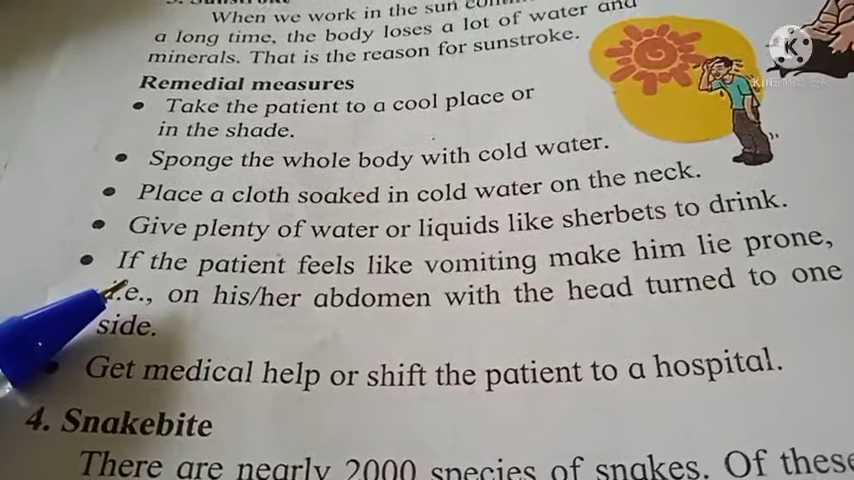 When we work in the sun
a long time, the body loses a lot of water and
minerals. That is the reason for sunstroke.
Remedial measures
• Take the patient to a cool place or
in the shade.
• Sponge the whole body with cold water.
• Place a cloth soaked in cold water on the neck.
• Give plenty of water or liquids like sherbets to drink.
• If the patient feels like vomiting make him lie prone,
i.e., on his/her abdomen with the head turned to one
side.
• Get medical help or shift the patient to a hospital.
4. Snakebite
There are nearly 2000 species of snakes. Of these